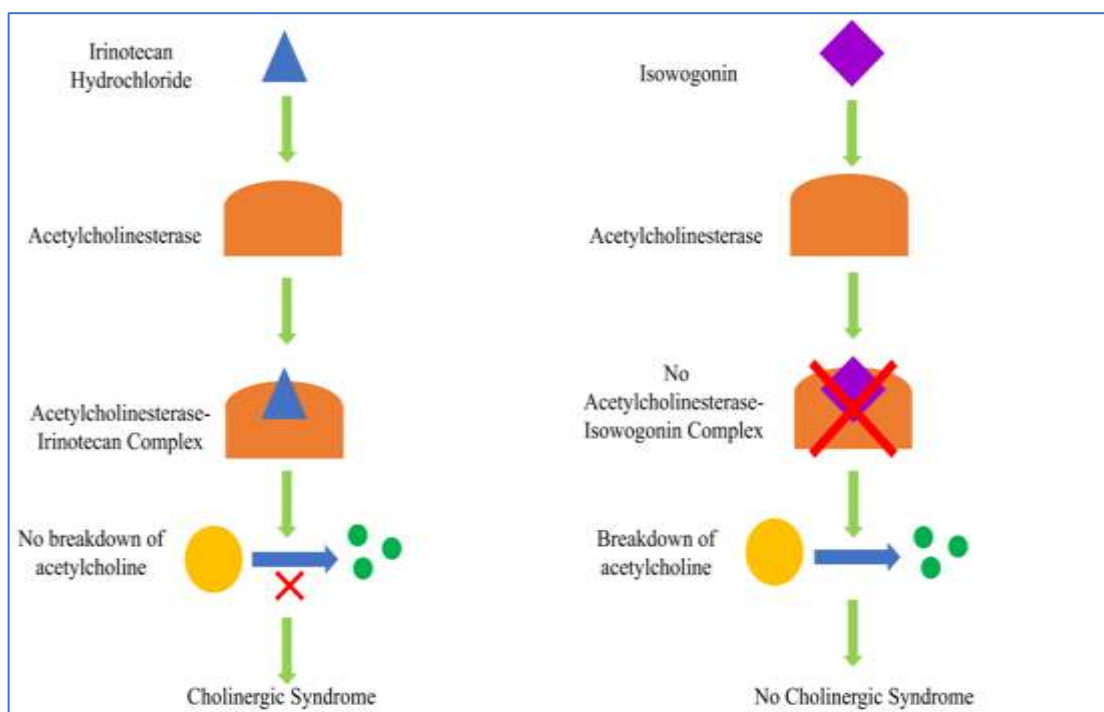 Irinotecan
Hydrochloride
Acetylcholinesterase
Acetylcholinesterase-
Irinotecan Complex
No breakdown of
acetylcholine
Cholinergic Syndrome
Isowogonin
Acetylcholinesterase
No
Acetylcholinesterase-
Isowogonin Complex
Breakdown of
acetylcholine
No Cholinergic Syndrome